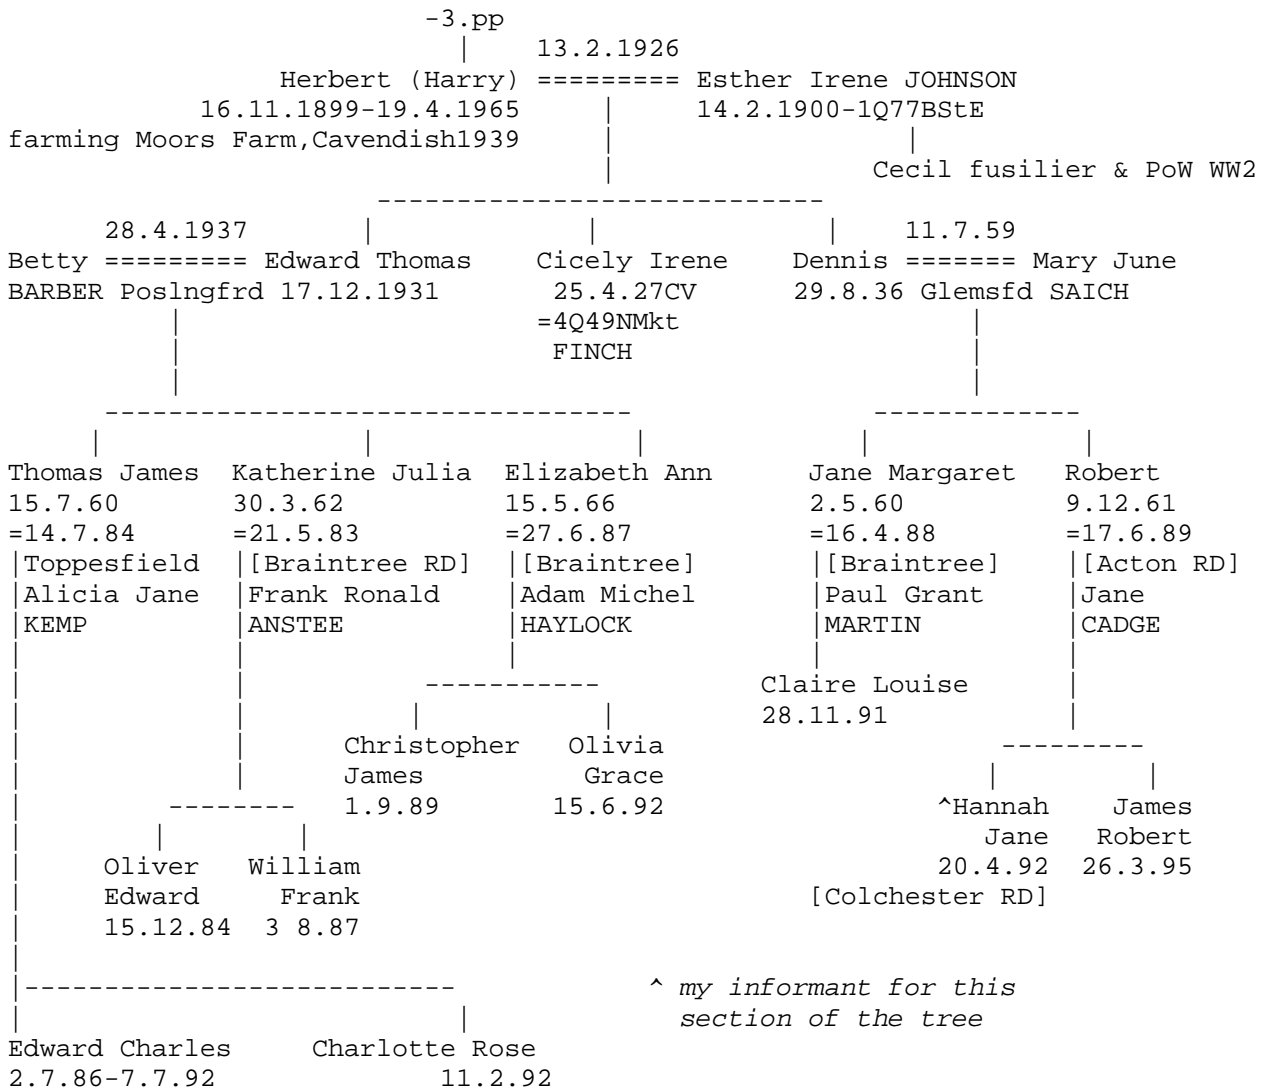 -3.pp
| 13.2.1926
Herbert (Harry) ========= Esther Irene JOHNSON
16.11.1899-19.4.1965 | 14.2.1900-1Q77BStE
farming Moors Farm,Cavendish1939 | |
| Cecil fusilier & PoW WW2
----------------------------
28.4.1937 | | | 11.7.59
Betty ========= Edward Thomas Cicely Irene Dennis ======= Mary June
BARBER Poslngfrd 17.12.1931 25.4.27CV 29.8.36 Glemsfd SAICH
| =4Q49NMkt |
| FINCH |
| |
--------------------------------- -------------
| | | | |
Thomas James Katherine Julia Elizabeth Ann Jane Margaret Robert
15.7.60 30.3.62 15.5.66 2.5.60 9.12.61
=14.7.84 =21.5.83 =27.6.87 =16.4.88 =17.6.89
|Toppesfield |[Braintree RD] |[Braintree] |[Braintree] |[Acton RD]
|Alicia Jane |Frank Ronald |Adam Michel |Paul Grant |Jane
|KEMP |ANSTEE |HAYLOCK |MARTIN |CADGE
| | | | |
| | ----------- Claire Louise |
| | | | 28.11.91 |
| | Christopher Olivia ---------
| | James Grace | |
| -------- 1.9.89 15.6.92 ^Hannah James
| | | Jane Robert
| Oliver William 20.4.92 26.3.95
| Edward Frank [Colchester RD]
| 15.12.84 3 8.87
|
|--------------------------- ^ my informant for this
| | section of the tree
Edward Charles Charlotte Rose
2.7.86-7.7.92 11.2.92